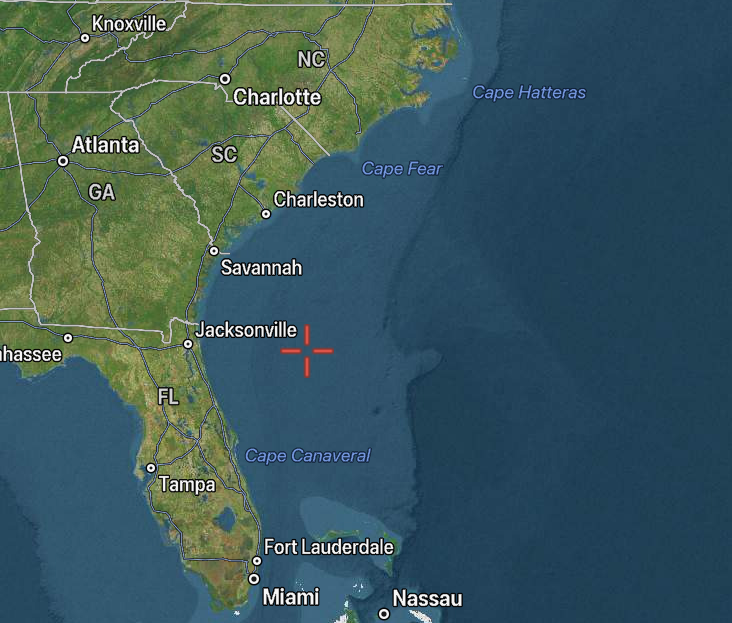 Knoxville
NC
Cape Hatteras
Charlotte
Atlanta
SC
Cape Fear
GA
Charleston
Savannah
Jacksonville
ahassee
FL
Cape Canaveral
Tampa
Fort Lauderdale
Miami
Nassau